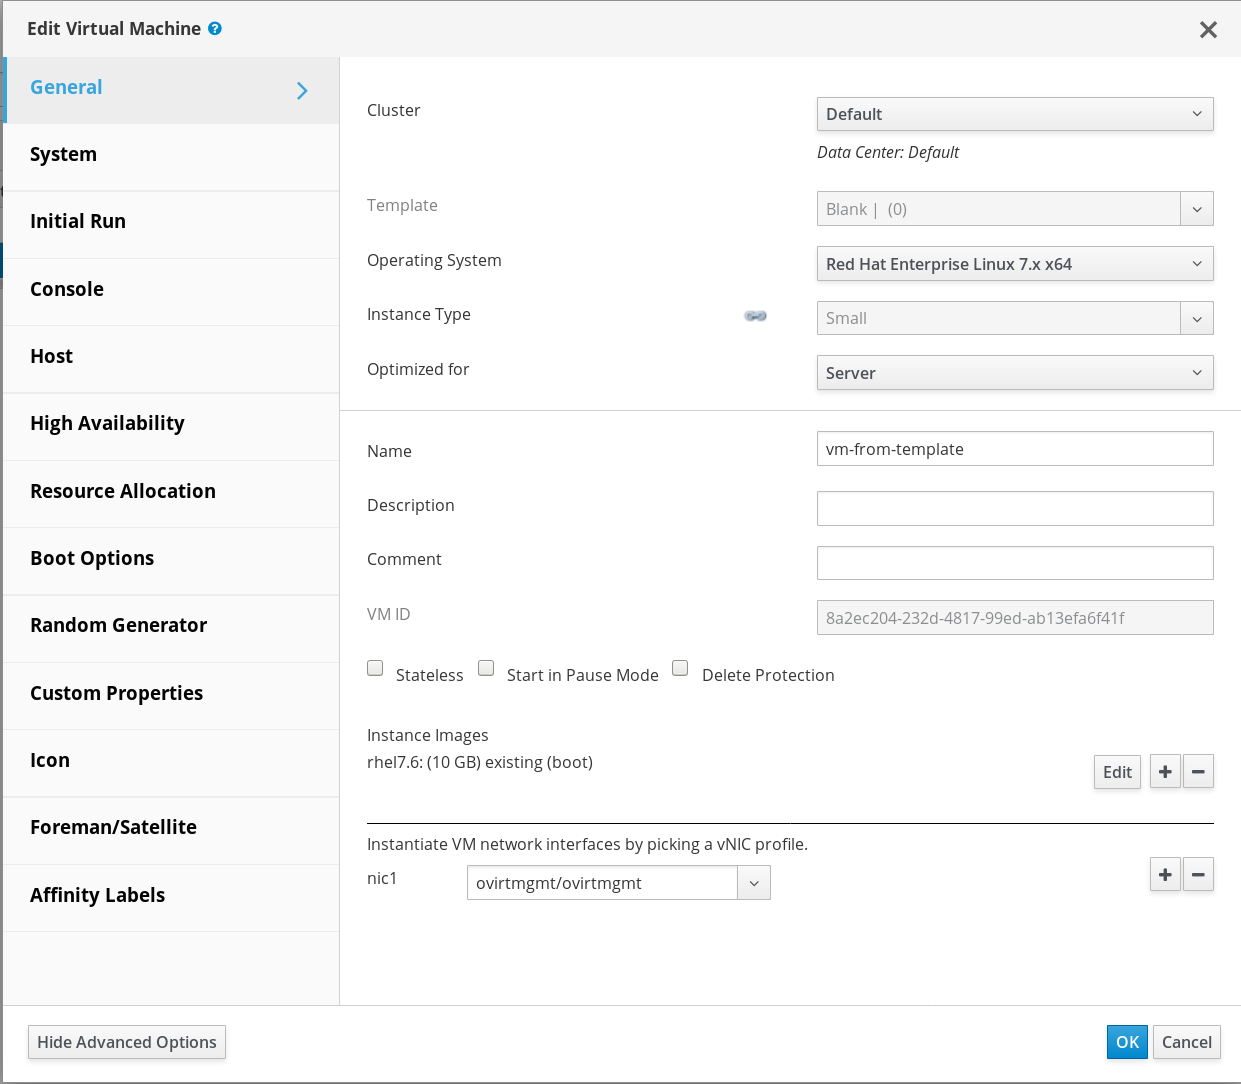 Edit Virtual Machine ?
General
System
Initial Run
Console
Host
High Availability
Resource Allocation
Boot Options
Random Generator
Custom Properties
Icon
Foreman/Satellite
Affinity Labels
Cluster
Default
Data Center: Default
Template
Blank | (0)
Operating System
Red Hat Enterprise Linux 7.x x64
Instance Type
Small
Optimized for
Server
Name
vm-from-template
Description
Comment
VM ID
8a2ec204-232d-4817-99ed-ab13efa6f41f
Stateless Start in Pause Mode Delete Protection
Instance Images
rhel7.6: (10 GB) existing (boot)
Edit + −
Instantiate VM network interfaces by picking a vNIC profile.
nic1
ovirtmgmt/ovirtmgmt
+ −
Hide Advanced Options
OK
Cancel